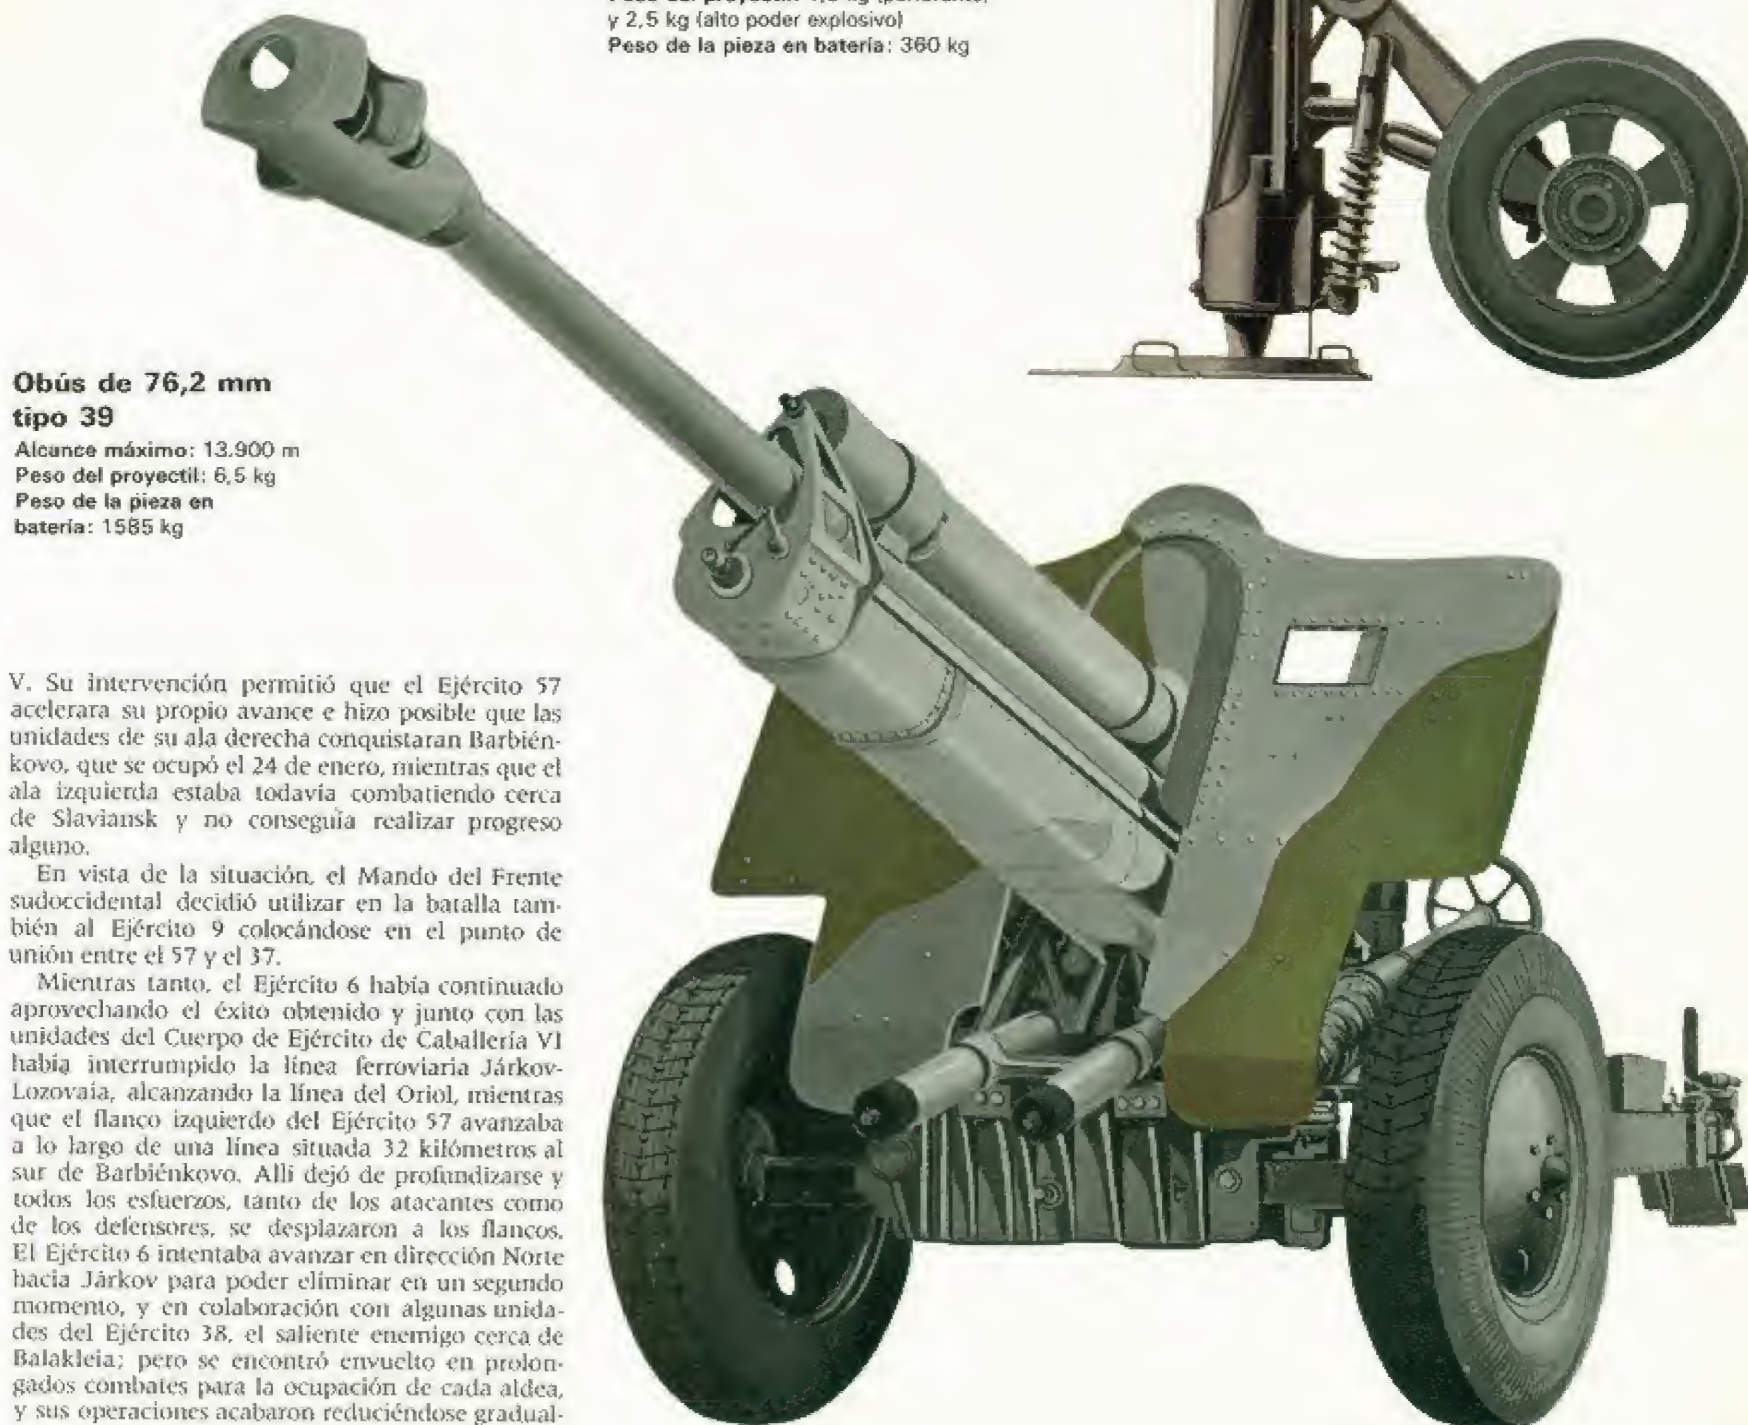 y 2,5 kg (alto poder explosivo)
Peso de la pieza en batería: 360 kg
Obús de 76,2 mm
tipo 39
Alcance máximo: 13.900 m
Peso del proyectil: 6,5 kg
Peso de la pieza en
batería: 1585 kg
V. Su intervención permitió que el Ejército 57
acelerara su propio avance e hizo posible que las
unidades de su ala derecha conquistaran Barbién-
kovo, que se ocupó el 24 de enero, mientras que el
ala izquierda estaba todavía combatiendo cerca
de Slaviansk y no conseguía realizar progreso
alguno.
En vista de la situación, el Mando del Frente
sudoccidental decidió utilizar en la batalla tam-
bién al Ejército 9 colocándose en el punto de
unión entre el 57 y el 37.
Mientras tanto, el Ejército 6 había continuado
aprovechando el éxito obtenido y junto con las
unidades del Cuerpo de Ejército de Caballería VI
había interrumpido la línea ferroviaria Járkov-
Lozovaia, alcanzando la línea del Oriol, mientras
que el flanco izquierdo del Ejército 57 avanzaba
a lo largo de una línea situada 32 kilómetros al
sur de Barbiénkovo. Allí dejó de profundizarse y
todos los esfuerzos, tanto de los atacantes como
de los defensores, se desplazaron a los flancos.
El Ejército 6 intentaba avanzar en dirección Norte
hacia Járkov para poder eliminar en un segundo
momento, y en colaboración con algunas unida-
des del Ejército 38, el saliente enemigo cerca de
Balakleia; pero se encontró envuelto en prolon-
gados combates para la ocupación de cada aldea,
y sus operaciones acabaron reduciéndose gradual-